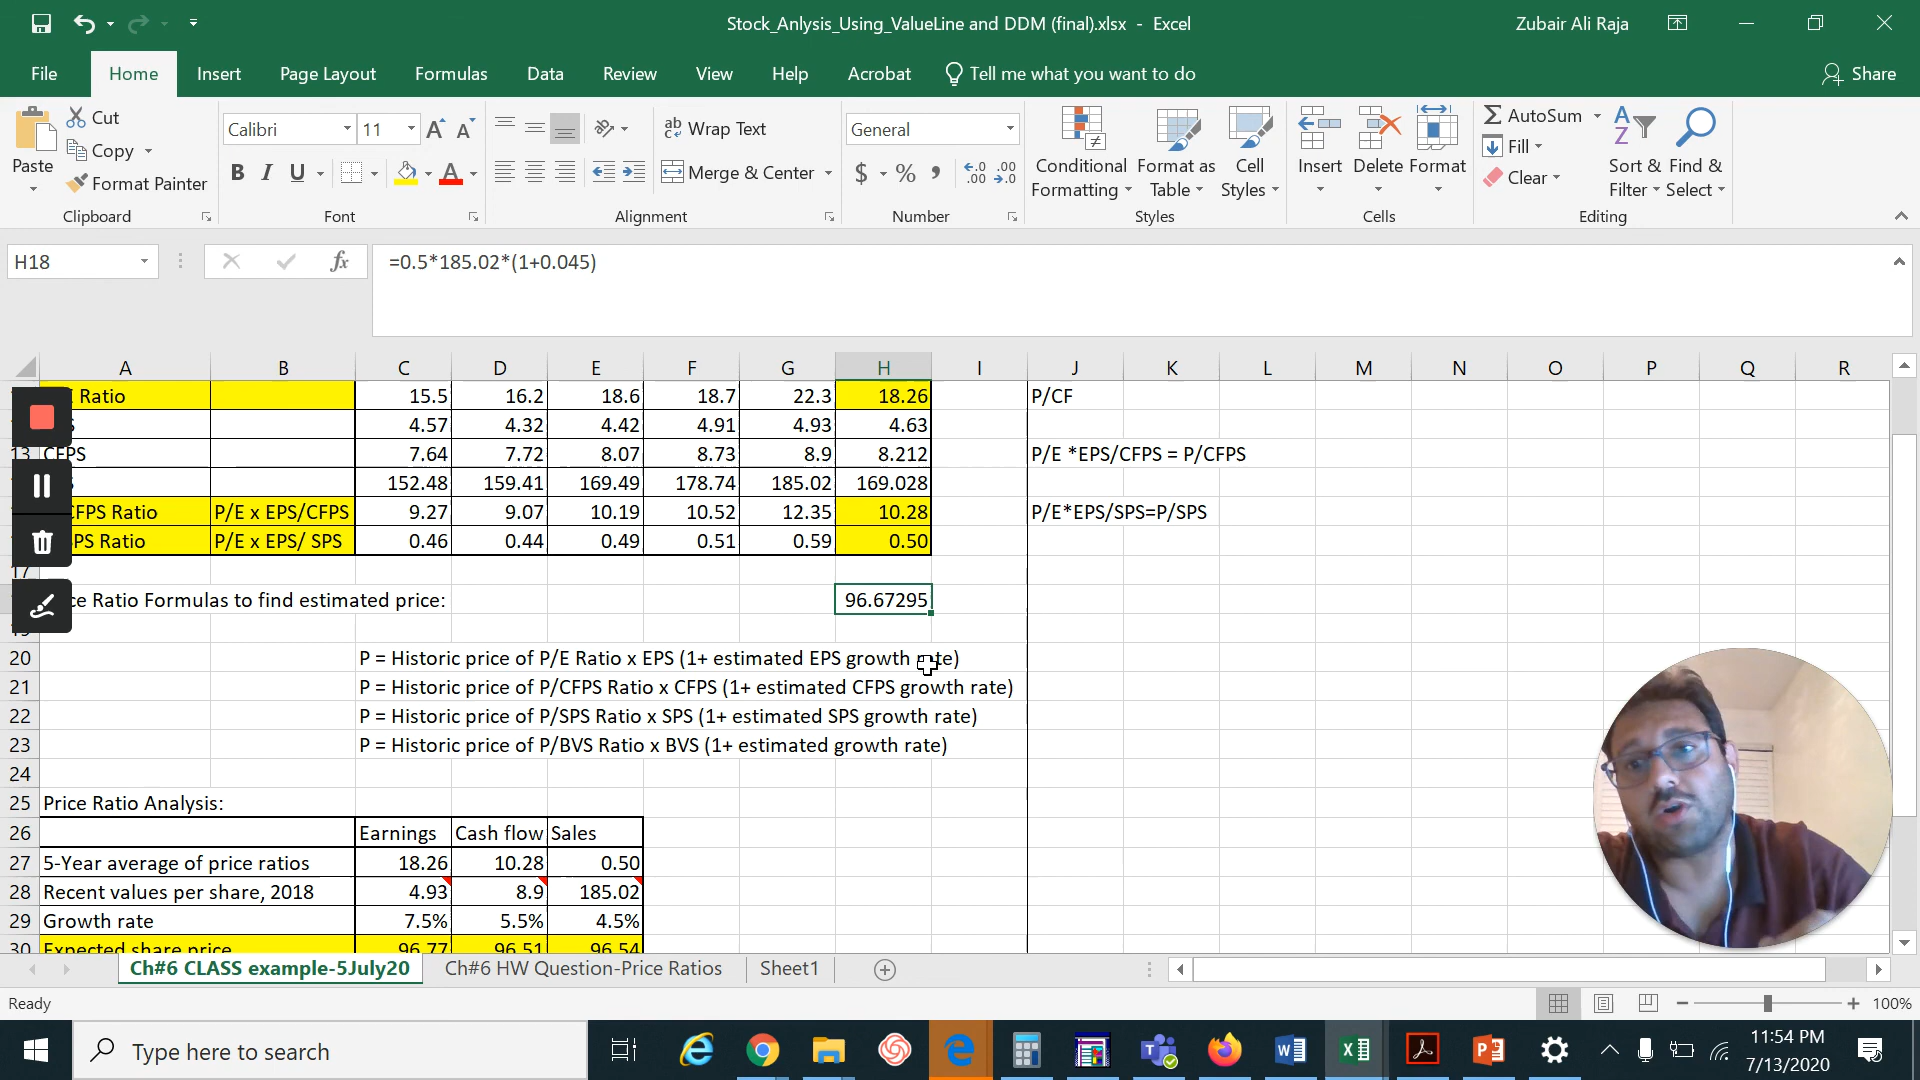 Stock_Anlysis_Using_ValueLine and DDM (final).xlsx - Excel
Zubair Ali Raja
File Home Insert Page Layout Formulas Data Review View Help Acrobat Tell me what you want to do Share
Paste
Cut
Copy
Format Painter
Clipboard
Calibri 11
B I U
Font
Wrap Text
Merge & Center
Alignment
General
$ % ,
Number
Conditional Formatting
Format as Table
Cell Styles
Styles
Insert Delete Format
Cells
AutoSum
Fill
Clear
Sort & Filter
Find & Select
Editing
H18 fx =0.5*185.02*(1+0.045)
A B C D E F G H I J K L M N O P Q R
Ratio 15.5 16.2 18.6 18.7 22.3 18.26 P/CF
4.57 4.32 4.42 4.91 4.93 4.63
13 CFPS 7.64 7.72 8.07 8.73 8.9 8.212 P/E *EPS/CFPS = P/CFPS
152.48 159.41 169.49 178.74 185.02 169.028
CFPS Ratio P/E x EPS/CFPS 9.27 9.07 10.19 10.52 12.35 10.28 P/E*EPS/SPS=P/SPS
SPS Ratio P/E x EPS/ SPS 0.46 0.44 0.49 0.51 0.59 0.50
17
Ratio Formulas to find estimated price: 96.67295
19
20 P = Historic price of P/E Ratio x EPS (1+ estimated EPS growth rate)
21 P = Historic price of P/CFPS Ratio x CFPS (1+ estimated CFPS growth rate)
22 P = Historic price of P/SPS Ratio x SPS (1+ estimated SPS growth rate)
23 P = Historic price of P/BVS Ratio x BVS (1+ estimated growth rate)
24
25 Price Ratio Analysis:
26 Earnings Cash flow Sales
27 5-Year average of price ratios 18.26 10.28 0.50
28 Recent values per share, 2018 4.93 8.9 185.02
29 Growth rate 7.5% 5.5% 4.5%
30 Expected share price 96.77 96.51 96.54
Ch#6 CLASS example-5July20 Ch#6 HW Question-Price Ratios Sheet1
Ready 100%
Type here to search
11:54 PM
7/13/2020